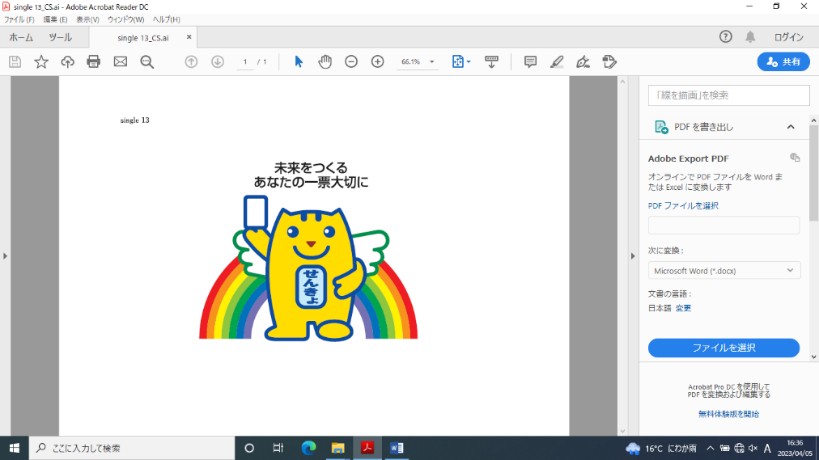 single 13_CS.ai - Adobe Acrobat Reader DC
ファイル(F) 編集(E) 表示(V) ウィンドウ(W) ヘルプ(H)
ホーム ツール single 13_CS.ai × ログイン
1 / 1 66.1% 共有
single 13
未来をつくる
あなたの一票大切に
せんきょ
「線を描画」を検索
PDF を書き出し
Adobe Export PDF
オンラインで PDF ファイルを Word ま
たは Excel に変換します
PDF ファイルを選択
次に変換 :
Microsoft Word (*.docx)
文書の言語 :
日本語 変更
ファイルを選択
Acrobat Pro DC を使用して
PDF を変換および編集する
無料体験版を開始
ここに入力して検索
16°C にわか雨 A 16:36
2023/04/05